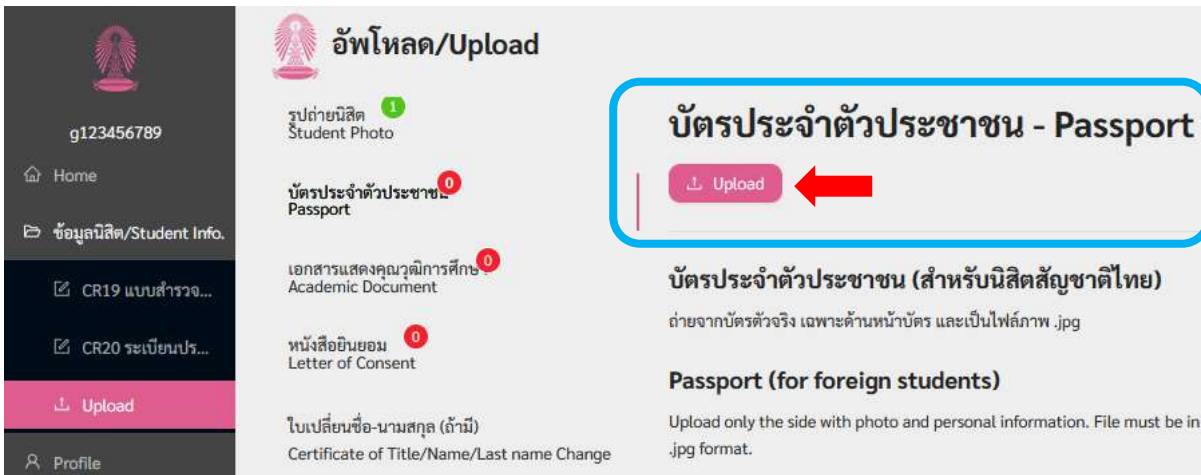 อัพโหลด/Upload
g123456789
Home
ข้อมูลนิสิต/Student Info.
CR19 แบบสำรวจ...
CR20 ระเบียนปร...
Upload
Profile
รูปถ่ายนิสิต 1
Student Photo
บัตรประจำตัวประชาชน 0
Passport
เอกสารแสดงคุณวุฒิการศึกษา 0
Academic Document
หนังสือยินยอม 0
Letter of Consent
ใบเปลี่ยนชื่อ-นามสกุล (ถ้ามี)
Certificate of Title/Name/Last name Change
บัตรประจำตัวประชาชน - Passport
Upload
บัตรประจำตัวประชาชน (สำหรับนิสิตสัญชาติไทย)
ถ่ายจากบัตรตัวจริง เฉพาะด้านหน้าบัตร และเป็นไฟล์ภาพ .jpg
Passport (for foreign students)
Upload only the side with photo and personal information. File must be in
.jpg format.